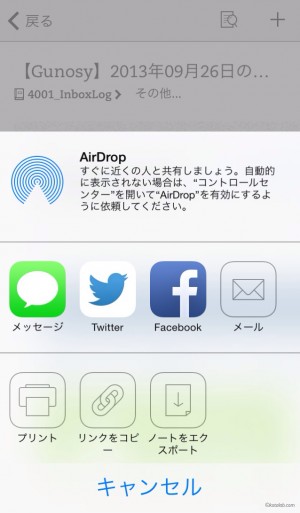 戻る
【Gunosy】2013年09月26日の...
4001_InboxLog
その他...
AirDrop
すぐに近くの人と共有しましょう。自動的
に表示されない場合は、“コントロールセ
ンター”を開いて“AirDrop”を有効にするよ
うに依頼してください。
メッセージ
Twitter
Facebook
メール
プリント
リンクをコピ
ー
ノートをエク
スポート
キャンセル